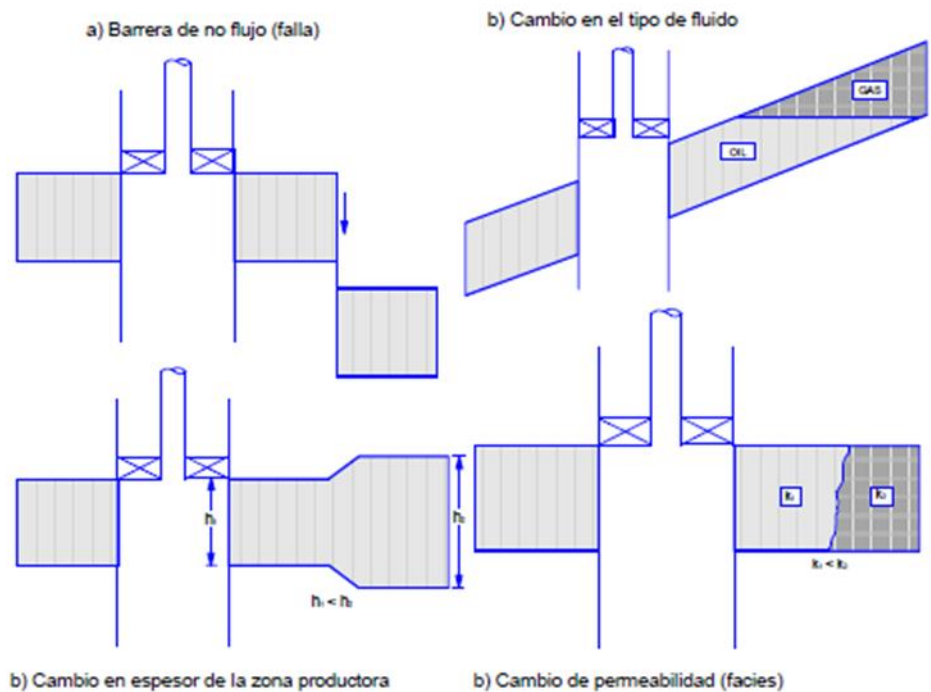 a) Barrera de no flujo (falla)
b) Cambio en el tipo de fluido
GAS
OIL
h₁
h₂
h₁ < h₂
k₁
k₂
k₁ < k₂
b) Cambio en espesor de la zona productora
b) Cambio de permeabilidad (facies)